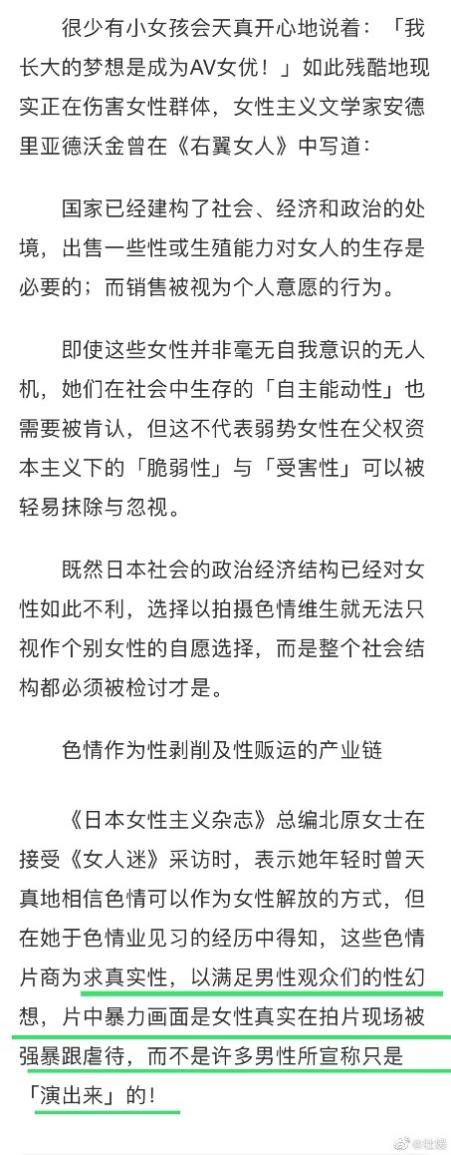 很少有小女孩会天真开心地说着：「我
长大的梦想是成为AV女优！」如此残酷地现
实正在伤害女性群体，女性主义文学家安德
里亚德沃金曾在《右翼女人》中写道：
国家已经建构了社会、经济和政治的处
境，出售一些性或生殖能力对女人的生存是
必要的；而销售被视为个人意愿的行为。
即使这些女性并非毫无自我意识的无人
机，她们在社会中生存的「自主能动性」也
需要被肯认，但这不代表弱势女性在父权资
本主义下的「脆弱性」与「受害性」可以被
轻易抹除与忽视。
既然日本社会的政治经济结构已经对女
性如此不利，选择以拍摄色情维生就无法只
视作个别女性的自愿选择，而是整个社会结
构都必须被检讨才是。
色情作为性剥削及性贩运的产业链
《日本女性主义杂志》总编北原女士在
接受《女人迷》采访时，表示她年轻时曾天
真地相信色情可以作为女性解放的方式，但
在她于色情业见习的经历中得知，这些色情
片商为求真实性，以满足男性观众们的性幻
想，片中暴力画面是女性真实在拍片现场被
强暴跟虐待，而不是许多男性所宣称只是
「演出来」的！